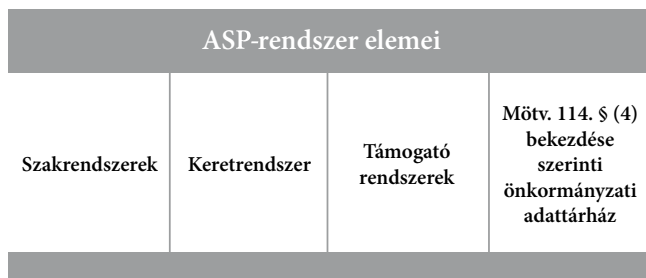 ASP-rendszer elemei
Szakrendszerek
Keretrendszer
Támogató
rendszerek
Mötv. 114. § (4)
bekezdése
szerinti
önkormányzati
adattárház